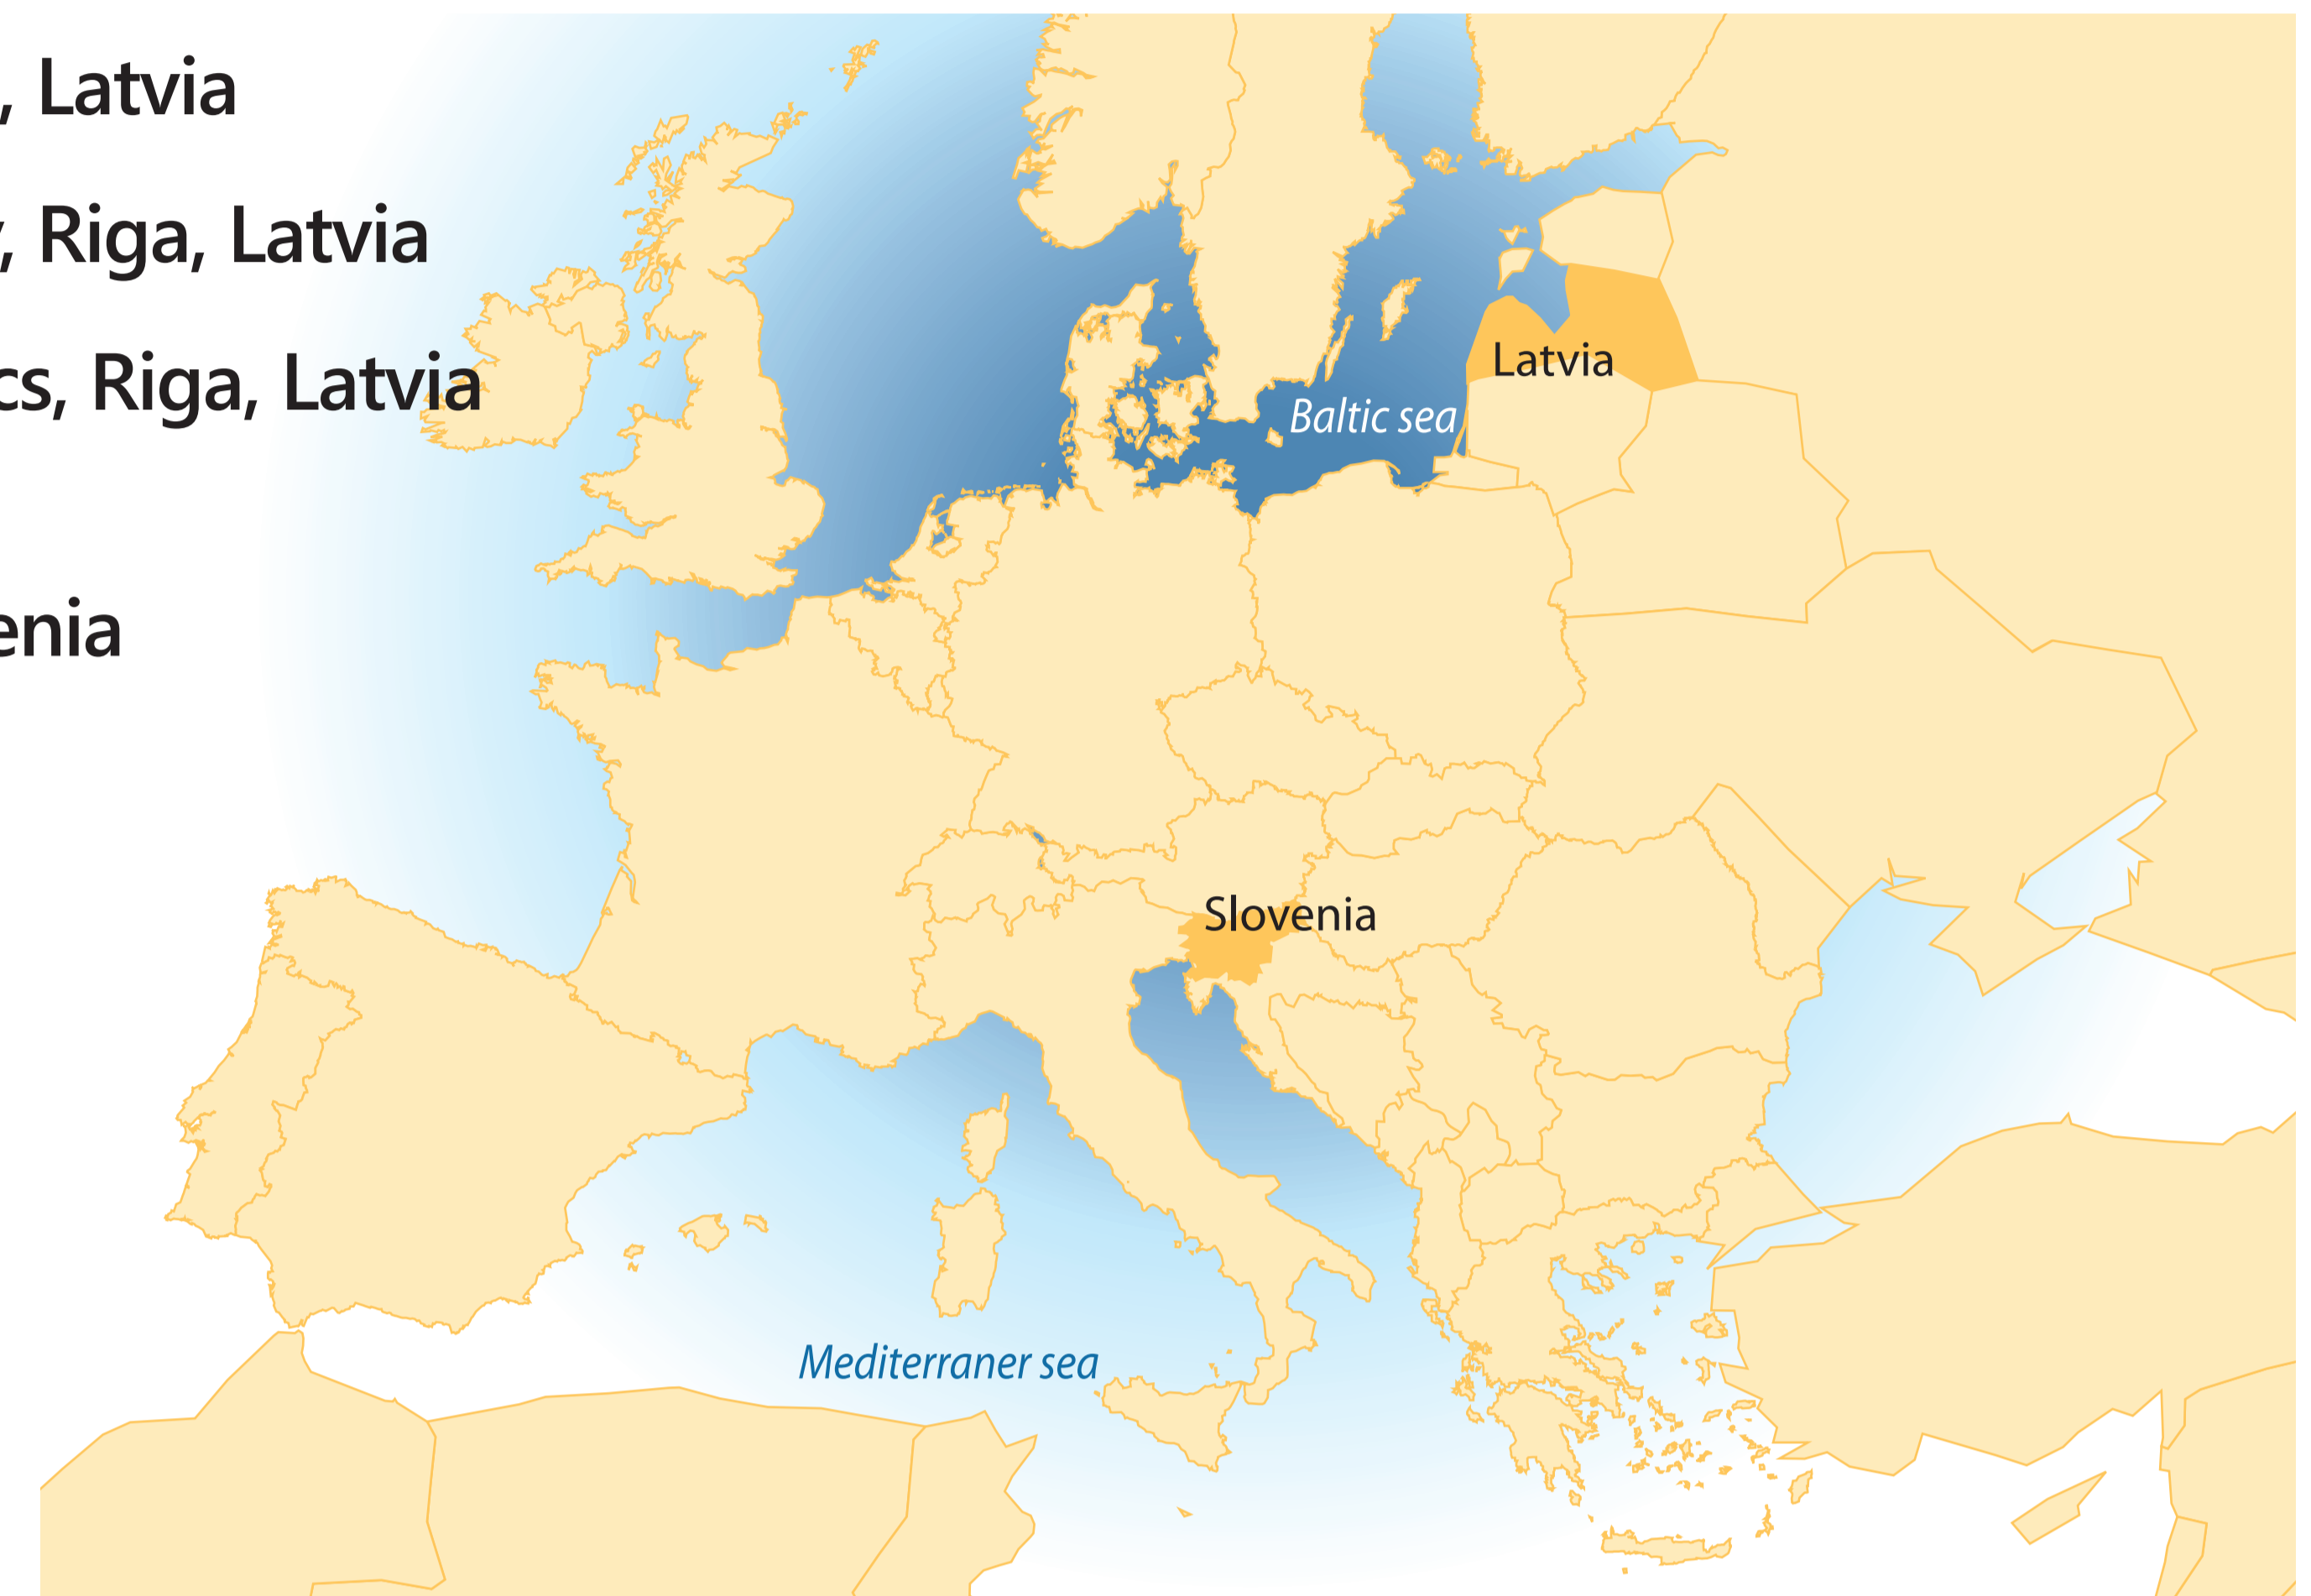 , Latvia
, Riga, Latvia
cs, Riga, Latvia
enia
Latvia
Baltic sea
Slovenia
Mediterraner sea